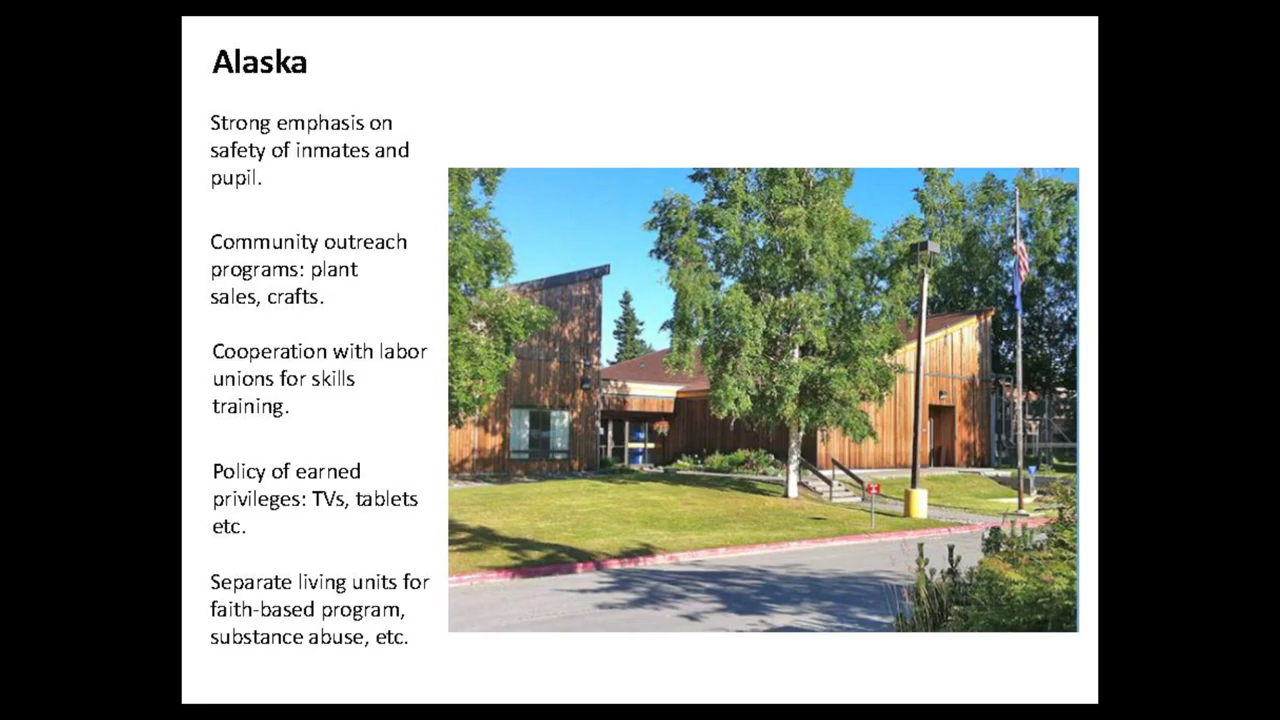 Alaska
Strong emphasis on
safety of inmates and
pupil.
Community outreach
programs: plant
sales, crafts.
Cooperation with labor
unions for skills
training.
Policy of earned
privileges: TVs, tablets
etc.
Separate living units for
faith-based program,
substance abuse, etc.